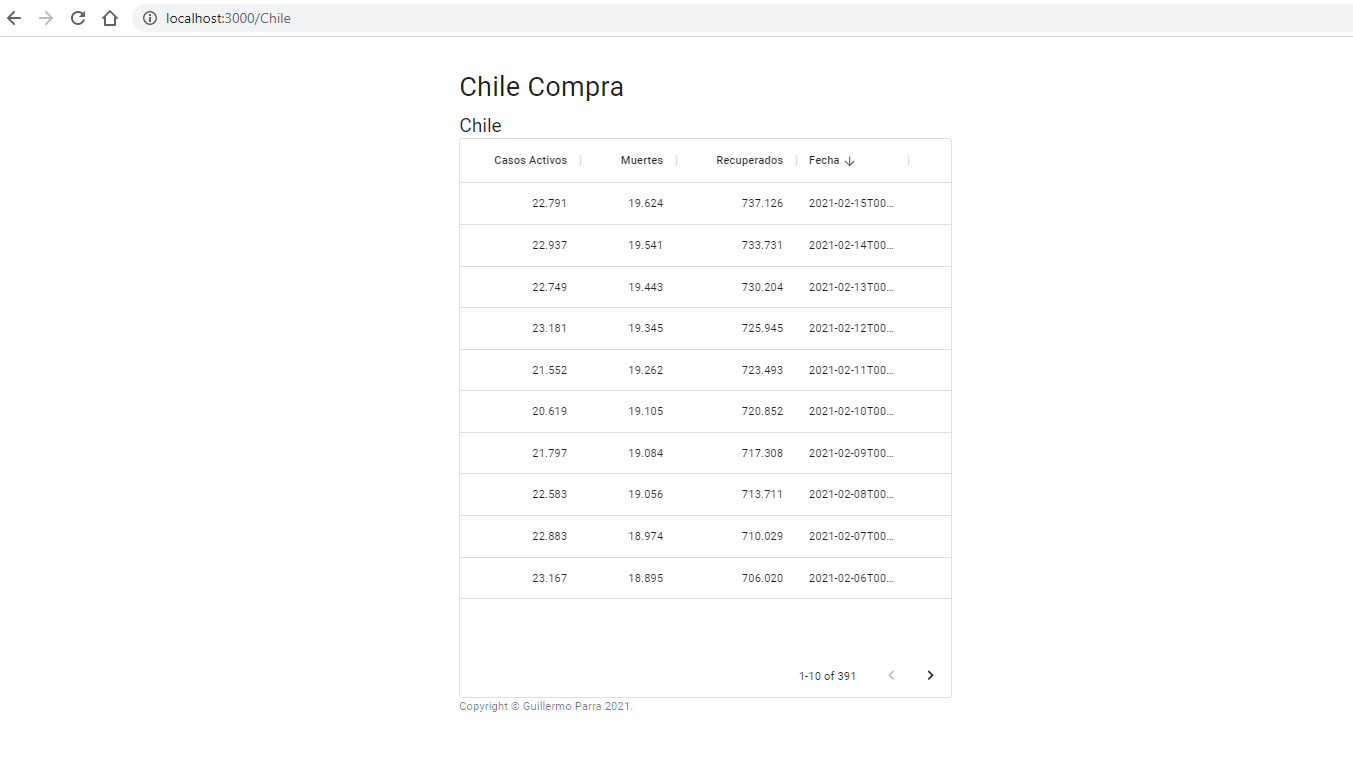 localhost:3000/Chile
Chile Compra
Chile
Casos Activos Muertes Recuperados Fecha
22.791 19.624 737.126 2021-02-15T00...
22.937 19.541 733.731 2021-02-14T00...
22.749 19.443 730.204 2021-02-13T00...
23.181 19.345 725.945 2021-02-12T00...
21.552 19.262 723.493 2021-02-11T00...
20.619 19.105 720.852 2021-02-10T00...
21.797 19.084 717.308 2021-02-09T00...
22.583 19.056 713.711 2021-02-08T00...
22.883 18.974 710.029 2021-02-07T00...
23.167 18.895 706.020 2021-02-06T00...
1-10 of 391
Copyright © Guillermo Parra 2021.